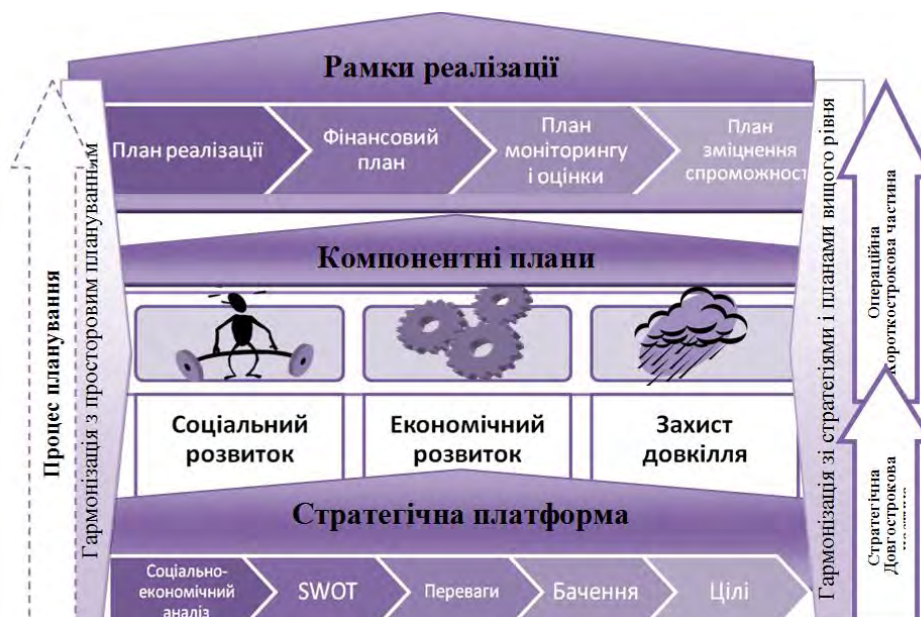 Рамки реалізації
План реалізації
Фінансовий
план
План
моніторингу
і оцінки
План
зміцнення
спроможност
Компонентні плани
Соціальний
розвиток
Економічний
розвиток
Захист
довкілля
Стратегічна платформа
Соціально-
економічний
аналіз
SWOT
Переваги
Бачення
Цілі
Процес планування
Гармонізація з просторовим плануванням
Гармонізація зі стратегіями і планами вищого рівня
Операційна
Короткострокова частина
Стратегічна
Довгострокова